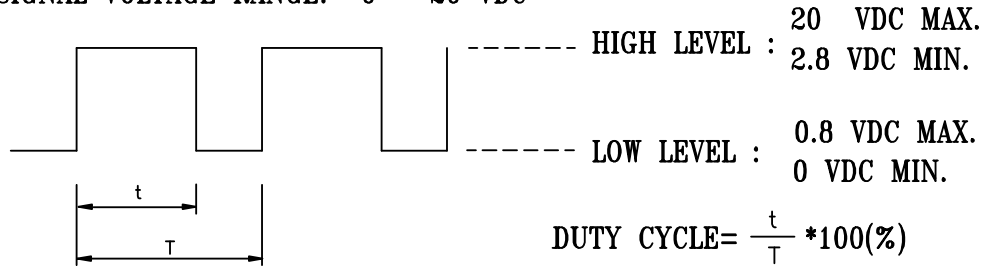 SIGNAL VOLTAGE RANGE: 0 20 VDC
HIGH LEVEL : 20 VDC MAX.
2.8 VDC MIN.
LOW LEVEL : 0.8 VDC MAX.
0 VDC MIN.
t
T
DUTY CYCLE= t/T *100(%)